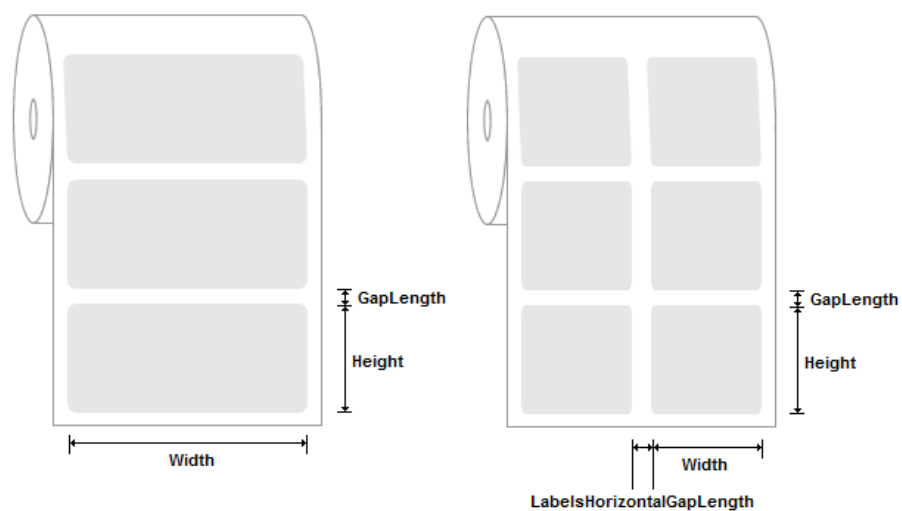 GapLength
Height
Width
GapLength
Height
Width
LabelsHorizontalGapLength